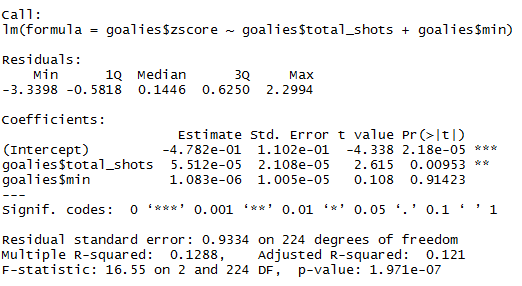 Call:
lm(formula = goalies$zscore ~ goalies$total_shots + goalies$min)
Residuals:
Min 1Q Median 3Q Max
-3.3398 -0.5818 0.1446 0.6250 2.2994
Coefficients:
Estimate Std. Error t value Pr(>|t|)
(Intercept) -4.782e-01 1.102e-01 -4.338 2.18e-05 ***
goalies$total_shots 5.512e-05 2.108e-05 2.615 0.00953 **
goalies$min 1.083e-06 1.005e-05 0.108 0.91423
---
Signif. codes: 0 ‘***’ 0.001 ‘**’ 0.01 ‘*’ 0.05 ‘.’ 0.1 ‘ ’ 1
Residual standard error: 0.9334 on 224 degrees of freedom
Multiple R-squared: 0.1288, Adjusted R-squared: 0.121
F-statistic: 16.55 on 2 and 224 DF, p-value: 1.971e-07